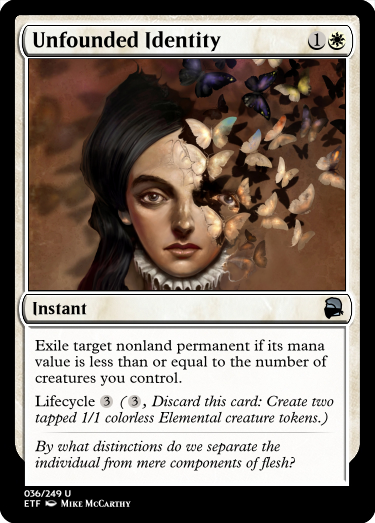 Unfounded Identity 1
Instant
Exile target nonland permanent if its mana
value is less than or equal to the number of
creatures you control.
Lifecycle 3 (3, Discard this card: Create two
tapped 1/1 colorless Elemental creature tokens.)
By what distinctions do we separate the
individual from mere components of flesh?
036/249 U
ETF Mike McCarthy